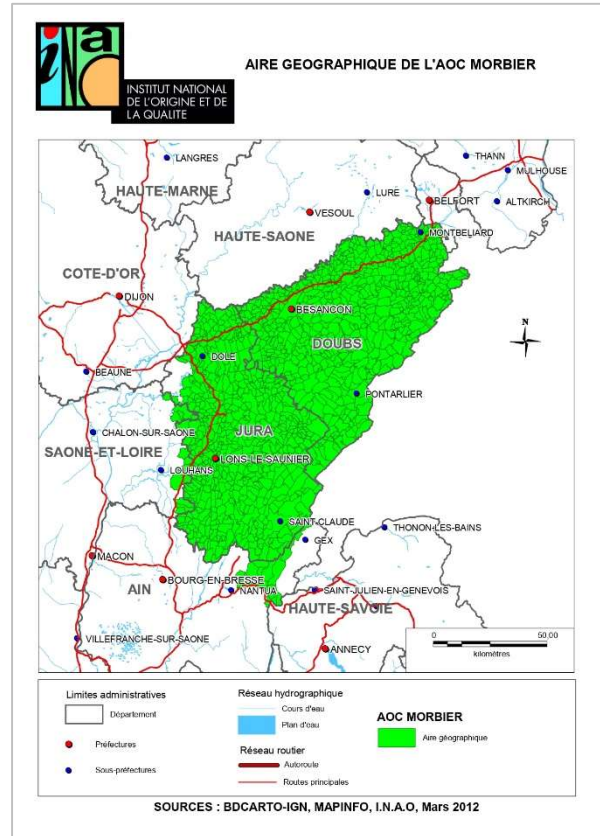 iNAO
INSTITUT NATIONAL
DE L'ORIGINE ET DE
LA QUALITE
AIRE GEOGRAPHIQUE DE L'AOC MORBIER
LANGRES
THANN
MULHOUSE
HAUTE-MARNE
LURE
BELFORT
ALTKIRCH
VESOUL
HAUTE-SAONE
MONTBELIARD
COTE-D'OR
DIJON
BESANCON
N
DOUBS
DOLE
BEAUNE
PONTARLIER
CHALON-SUR-SAONE
JURA
SAONE-ET-LOIRE
LONS-LE-SAUNIER
LOUHANS
SAINT-CLAUDE
THONON-LES-BAINS
GEX
MACON
BOURG-EN-BRESSE
AIN
NANTUA
SAINT-JULIEN-EN-GENEVOIS
HAUTE-SAVOIE
VILLEFRANCHE-SUR-SAONE
ANNECY
0 50,00
kilomètres
Limites administratives
Département
Préfectures
Sous-préfectures
Réseau hydrographique
Cours d'eau
Plan d'eau
Réseau routier
Autoroute
Routes principales
AOC MORBIER
Aire géographique
SOURCES : BDCARTO-IGN, MAPINFO, I.N.A.O, Mars 2012